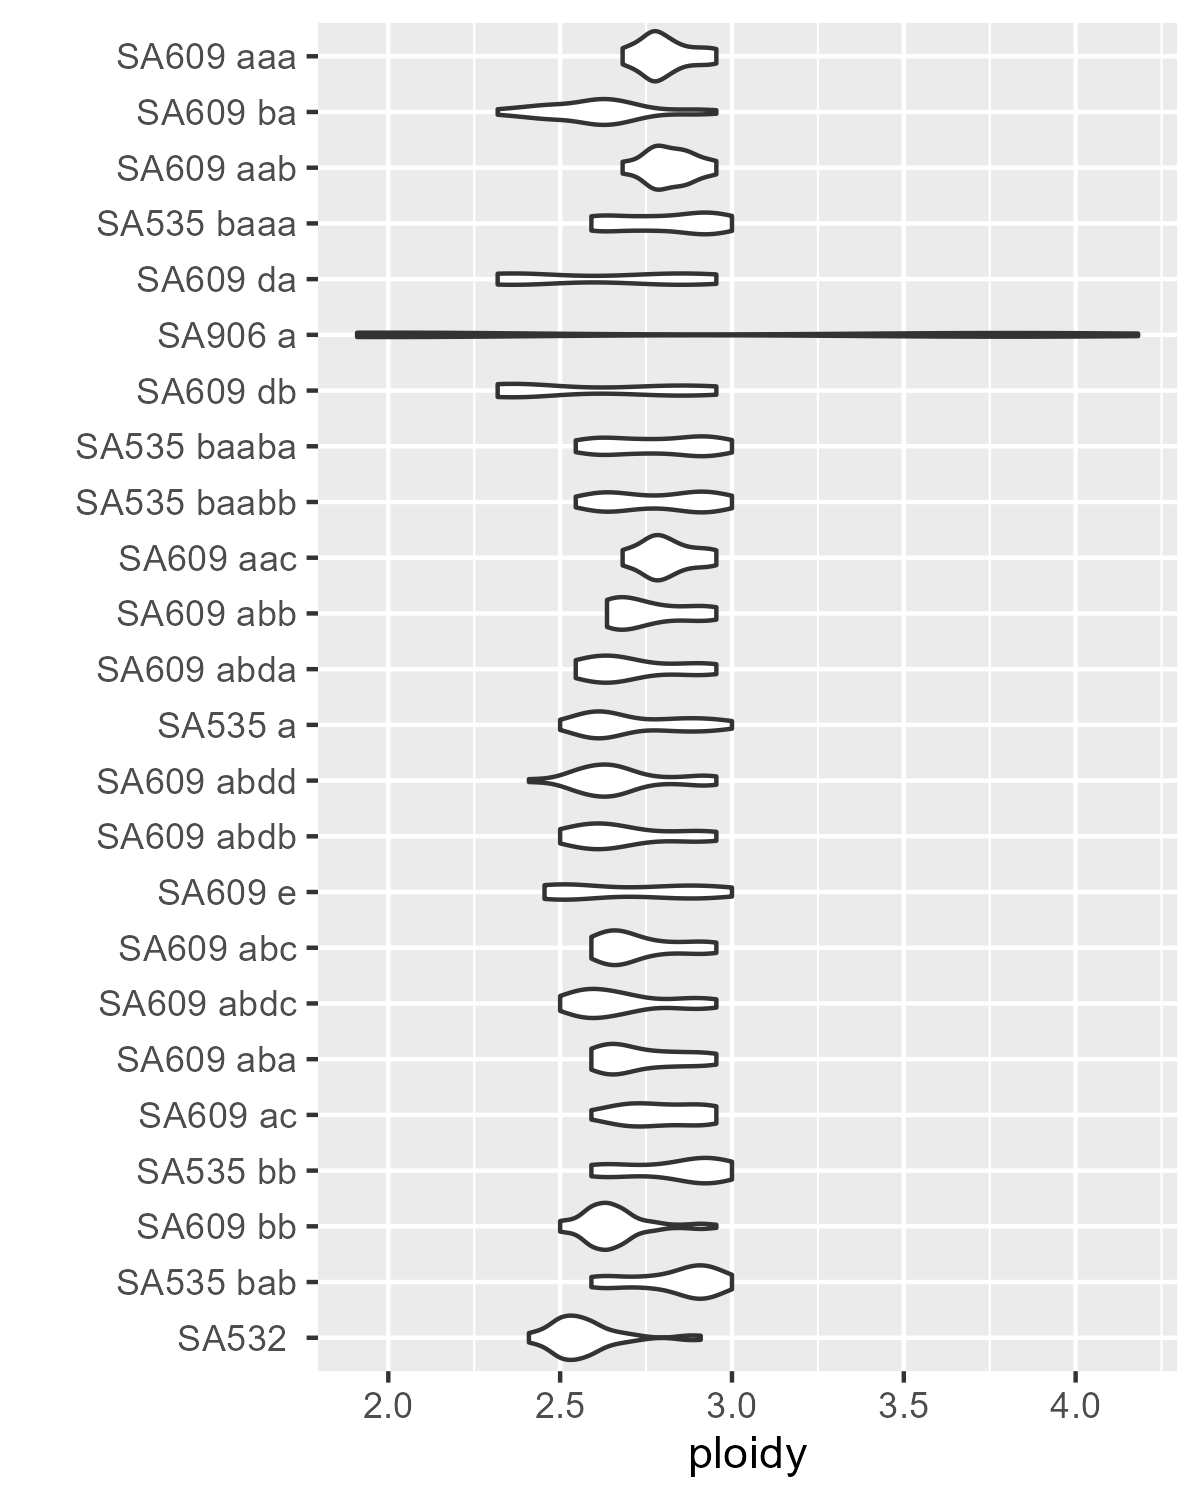 SA609 aaa
SA609 ba
SA609 aab
SA535 baaa
SA609 da
SA906 a
SA609 db
SA535 baaba
SA535 baabb
SA609 aac
SA609 abb
SA609 abda
SA535 a
SA609 abdd
SA609 abdb
SA609 e
SA609 abc
SA609 abdc
SA609 aba
SA609 ac
SA535 bb
SA609 bb
SA535 bab
SA532
2.0 2.5 3.0 3.5 4.0
ploidy